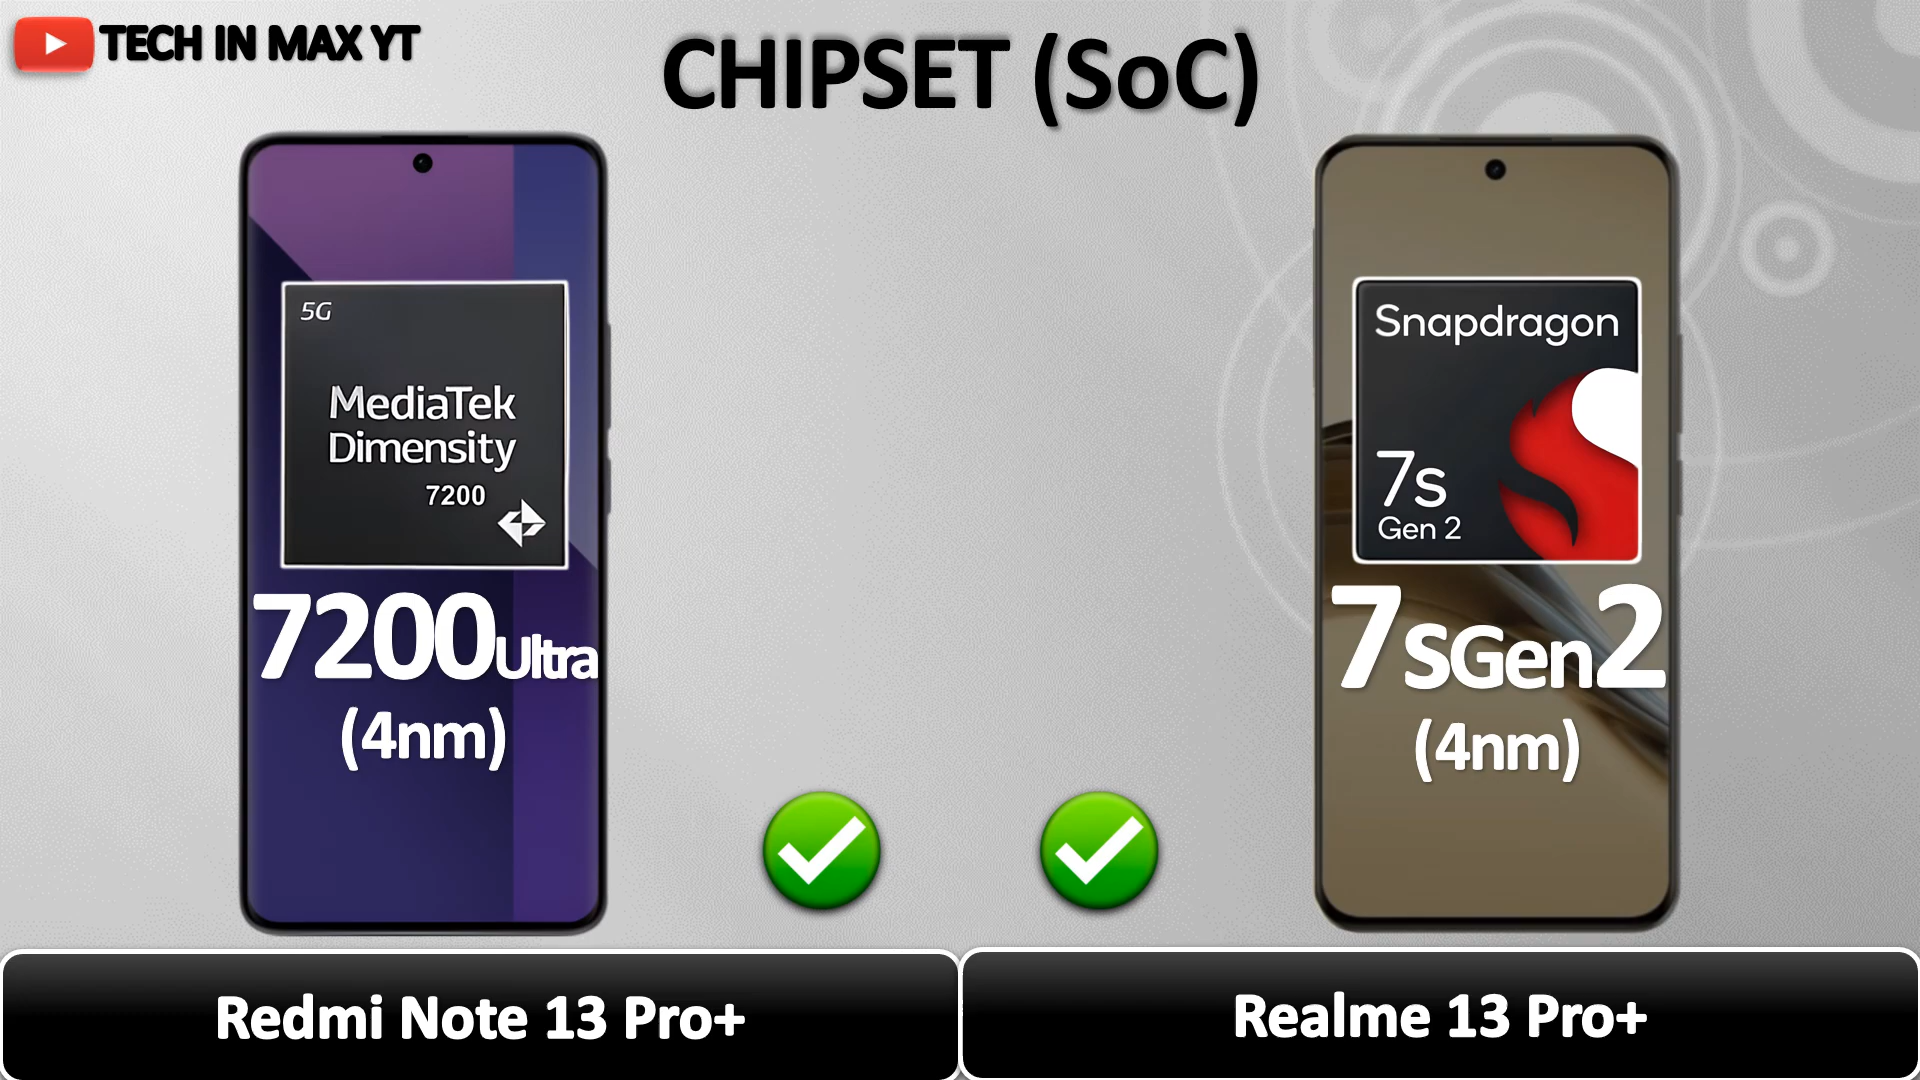 TECH IN MAX YT
CHIPSET (SoC)
5G
MediaTek
Dimensity
7200
7200Ultra
(4nm)
Snapdragon
7s
Gen 2
7SGen2
(4nm)
Redmi Note 13 Pro+
Realme 13 Pro+